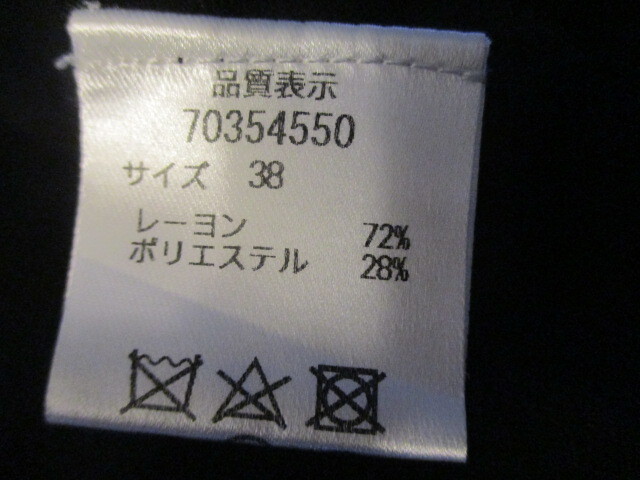 品質表示
70354550
サイズ 38
レーヨン 72%
ポリエステル 28%